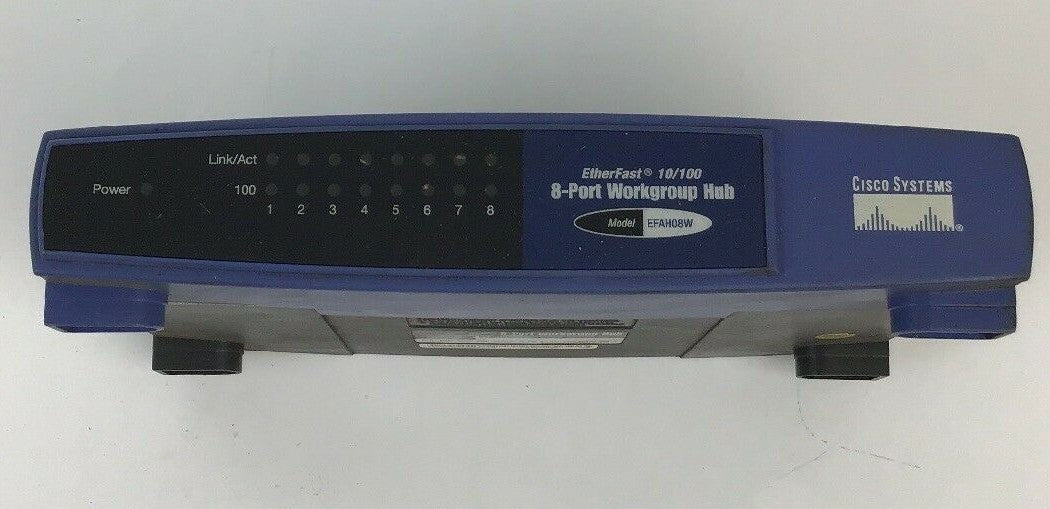 Link/Act
Power
100
1 2 3 4 5 6 7 8
EtherFast® 10/100
8-Port Workgroup Hub
Model EFAH08W
CISCO SYSTEMS
®